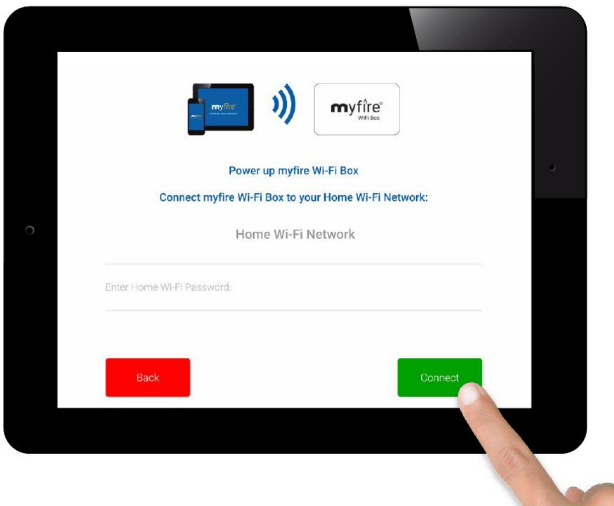 myfire
myfire®
WiFi Box
Power up myfire Wi-Fi Box
Connect myfire Wi-Fi Box to your Home Wi-Fi Network:
Home Wi-Fi Network
Enter Home Wi-Fi Password:
Back
Connect